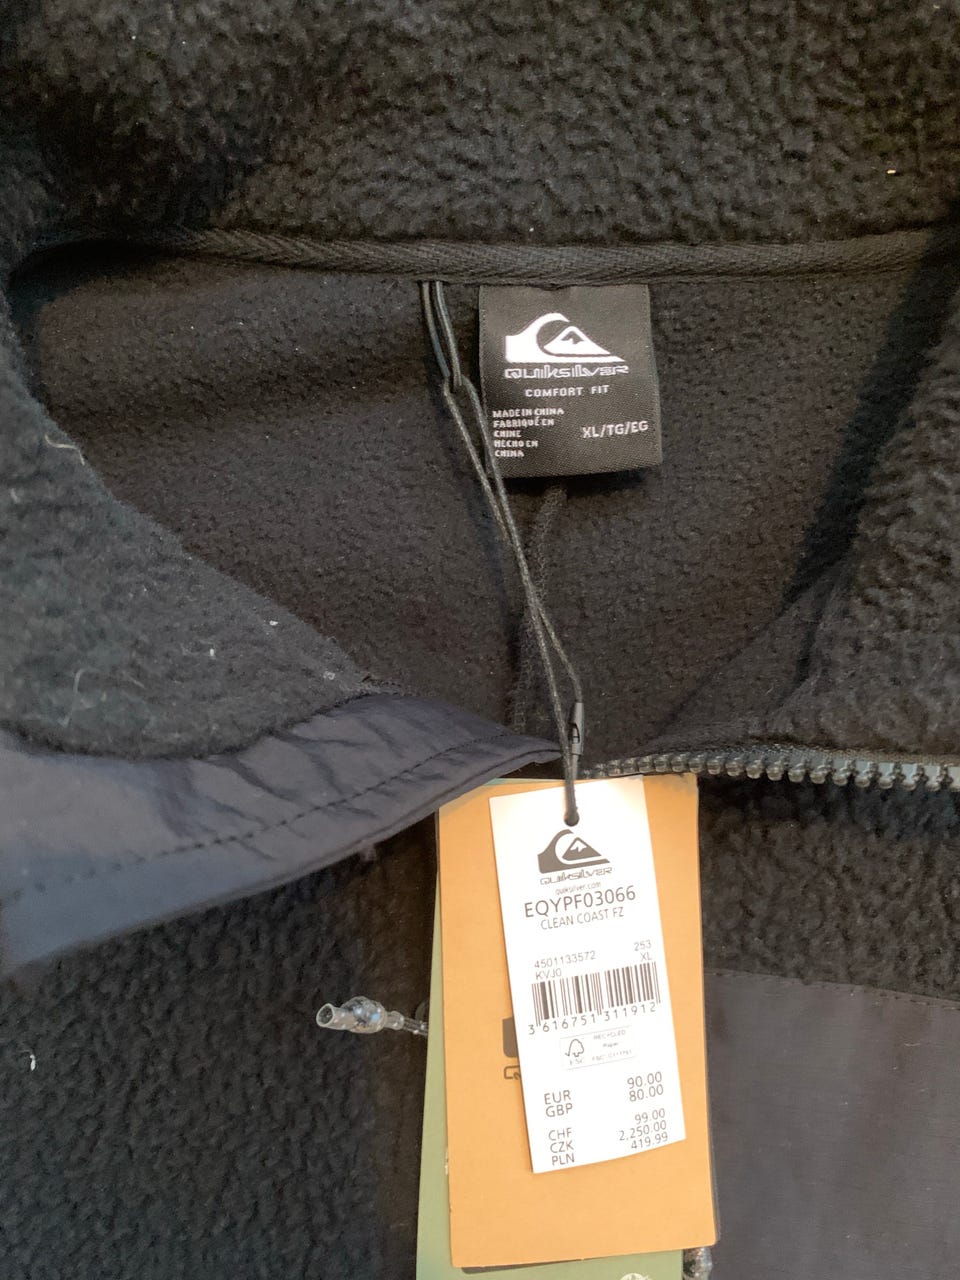 QUIKSILVER
COMFORT FIT
MADE IN CHINA
FABRIQUÉ EN
CHINE
HECHO EN
CHINA
XL/TG/EG
QUIKSILVER
quiksilver.com
EQYPF03066
CLEAN COAST FZ
4501133572 253
KVJ0 XL
3 616751 311912
RECYCLED
Paper
FSC
EUR 90.00
GBP 80.00
CHF 99.00
CZK 2,250.00
PLN 419.99